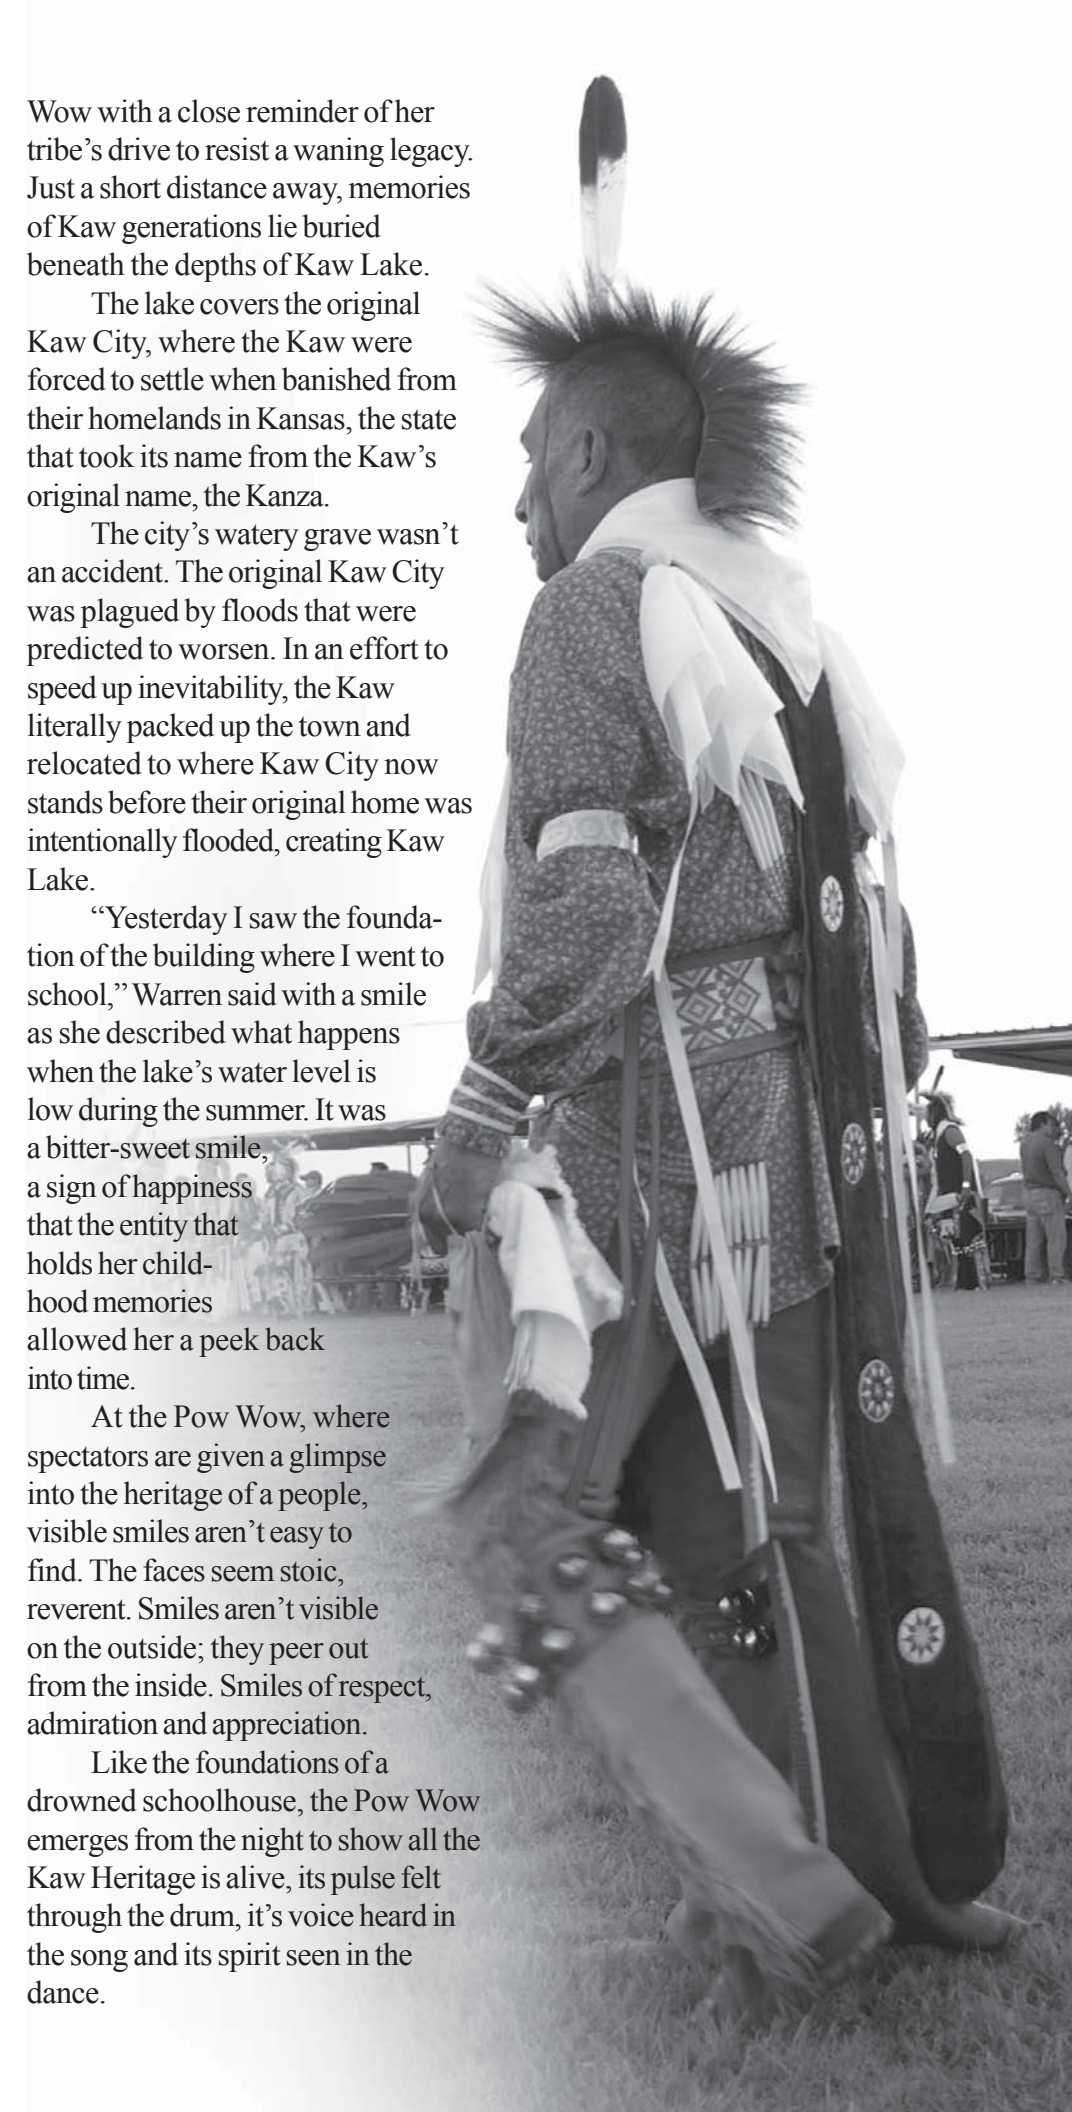 Wow with a close reminder of her
tribe’s drive to resist a waning legacy.
Just a short distance away, memories
of Kaw generations lie buried
beneath the depths of Kaw Lake.
The lake covers the original
Kaw City, where the Kaw were
forced to settle when banished from
their homelands in Kansas, the state
that took its name from the Kaw’s
original name, the Kanza.
The city’s watery grave wasn’t
an accident. The original Kaw City
was plagued by floods that were
predicted to worsen. In an effort to
speed up inevitability, the Kaw
literally packed up the town and
relocated to where Kaw City now
stands before their original home was
intentionally flooded, creating Kaw
Lake.
“Yesterday I saw the founda-
tion of the building where I went to
school,” Warren said with a smile
as she described what happens
when the lake’s water level is
low during the summer. It was
a bitter-sweet smile,
a sign of happiness
that the entity that
holds her child-
hood memories
allowed her a peek back
into time.
At the Pow Wow, where
spectators are given a glimpse
into the heritage of a people,
visible smiles aren’t easy to
find. The faces seem stoic,
reverent. Smiles aren’t visible
on the outside; they peer out
from the inside. Smiles of respect,
admiration and appreciation.
Like the foundations of a
drowned schoolhouse, the Pow Wow
emerges from the night to show all the
Kaw Heritage is alive, its pulse felt
through the drum, it’s voice heard in
the song and its spirit seen in the
dance.